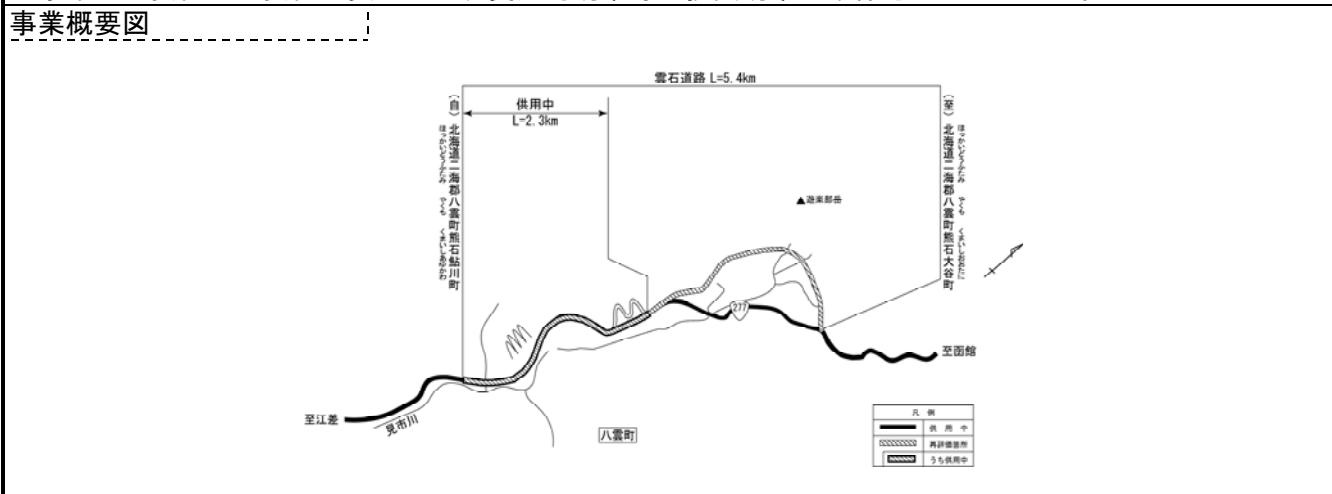 事業概要図
雲石道路 L=5.4km
供用中
L=2.3km
(自)北海道二海郡八雲町熊石鮎川町
ほっかいどうふたみ やくも くまいしあゆかわ
(至)北海道二海郡八雲町熊石大谷町
ほっかいどうふたみ やくも くまいしおおたに
▲遊楽部岳
277
至函館
至江差
見市川
八雲町
凡 例
供 用 中
再評価箇所
うち供用中